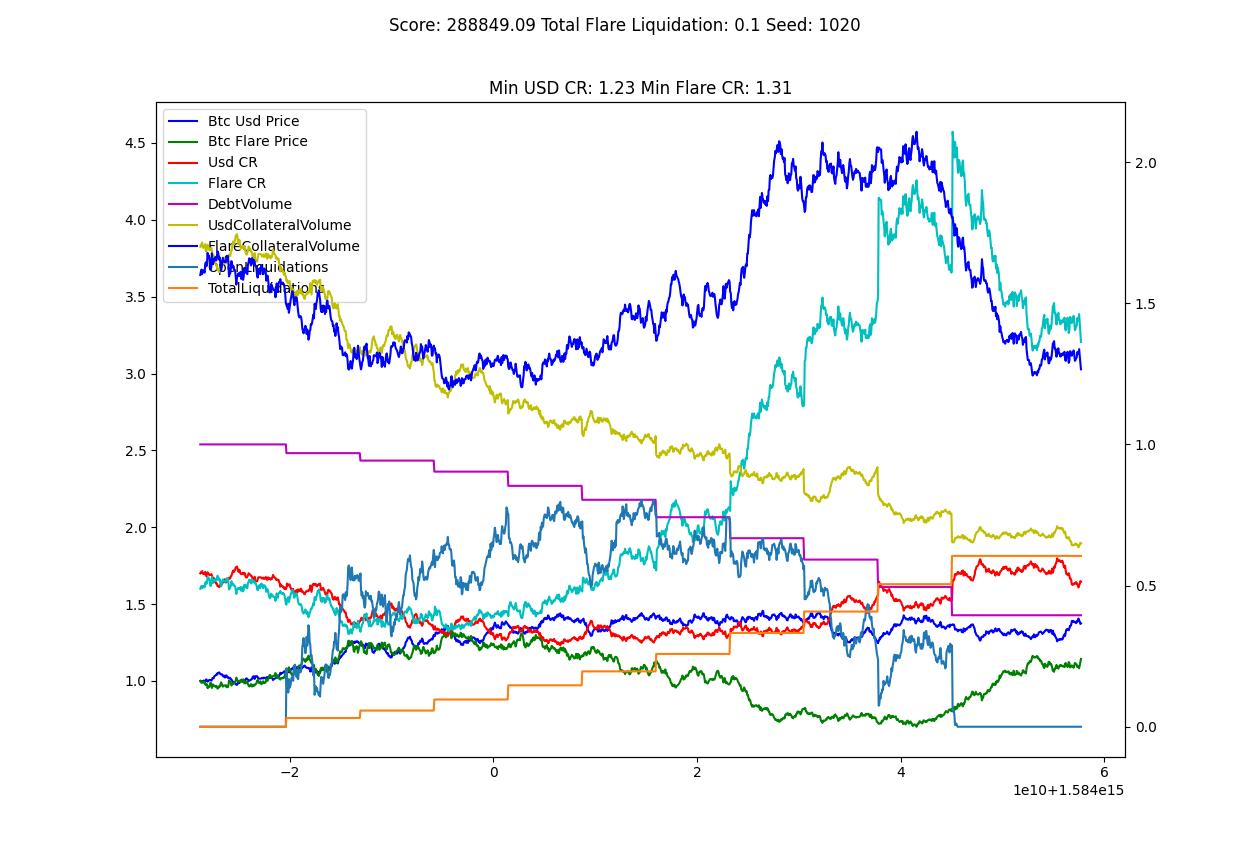 Score: 288849.09 Total Flare Liquidation: 0.1 Seed: 1020
Min USD CR: 1.23 Min Flare CR: 1.31
Btc Usd Price
Btc Flare Price
Usd CR
Flare CR
DebtVolume
UsdCollateralVolume
FlareCollateralVolume
OpenLiquidations
TotalLiquidations
4.5
4.0
3.5
3.0
2.5
2.0
1.5
1.0
2.0
1.5
1.0
0.5
0.0
−2
0
2
4
6
1e10+1.584e15